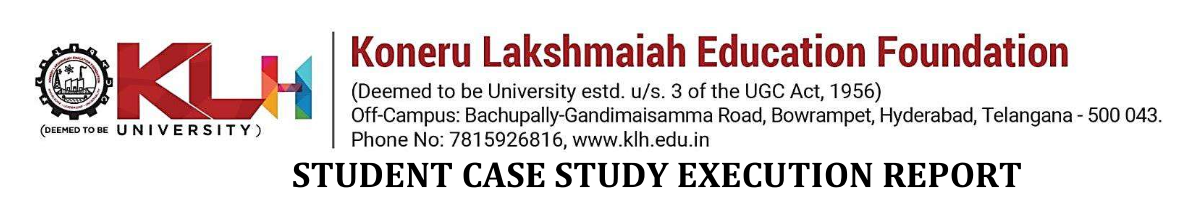 Koneru Lakshmaiah Education Foundation
KLH
(Deemed to be University estd. u/s. 3 of the UGC Act, 1956)
Off-Campus: Bachupally-Gandimaisamma Road, Bowrampet, Hyderabad, Telangana - 500 043.
(DEEMED TO BE UNIVERSITY)
Phone No: 7815926816, www.klh.edu.in
STUDENT CASE STUDY EXECUTION REPORT